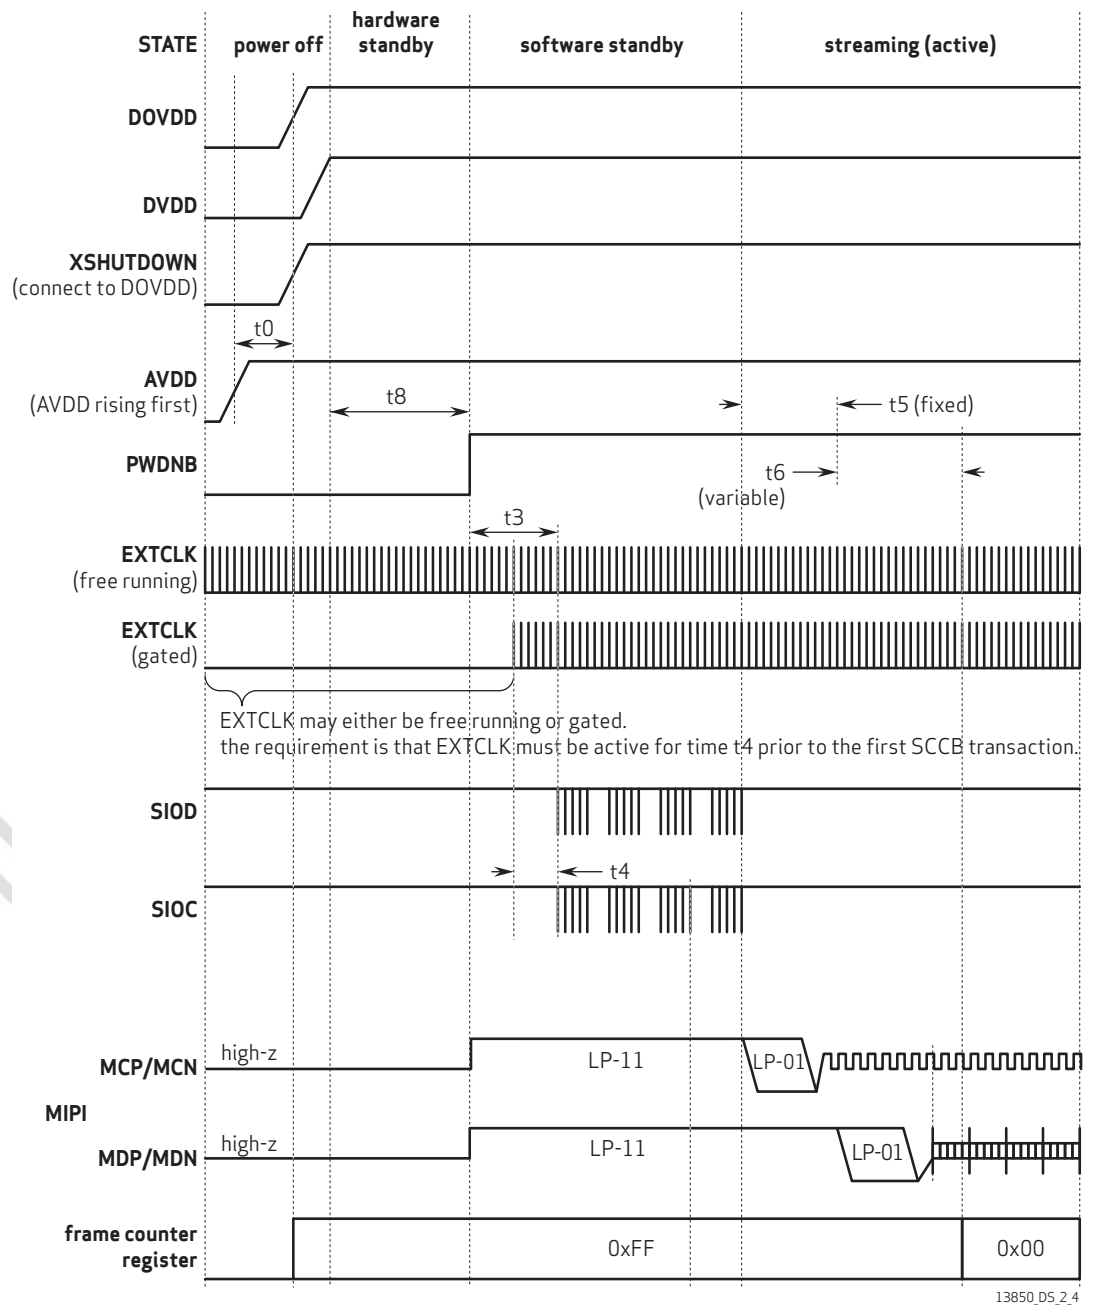 hardware
STATE power off standby software standby streaming (active)
DOVDD
DVDD
XSHUTDOWN
(connect to DOVDD)
t0
AVDD
(AVDD rising first)
t8
t5 (fixed)
PWDNB
t6
(variable)
t3
EXTCLK
(free running)
EXTCLK
(gated)
EXTCLK may either be free running or gated.
the requirement is that EXTCLK must be active for time t4 prior to the first SCCB transaction.
SIOD
t4
SIOC
high-z
MCP/MCN
LP-11
LP-01
MIPI
high-z
MDP/MDN
LP-11
LP-01
frame counter
register
0xFF
0x00
13850_DS_2_4